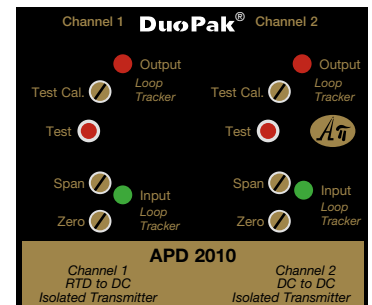 Channel 1 DuoPak® Channel 2
Output Output
Test Cal. Loop Tracker Test Cal. Loop Tracker
Test Test
Span Input Span Input
Zero Loop Tracker Zero Loop Tracker
APD 2010
Channel 1 Channel 2
RTD to DC DC to DC
Isolated Transmitter Isolated Transmitter